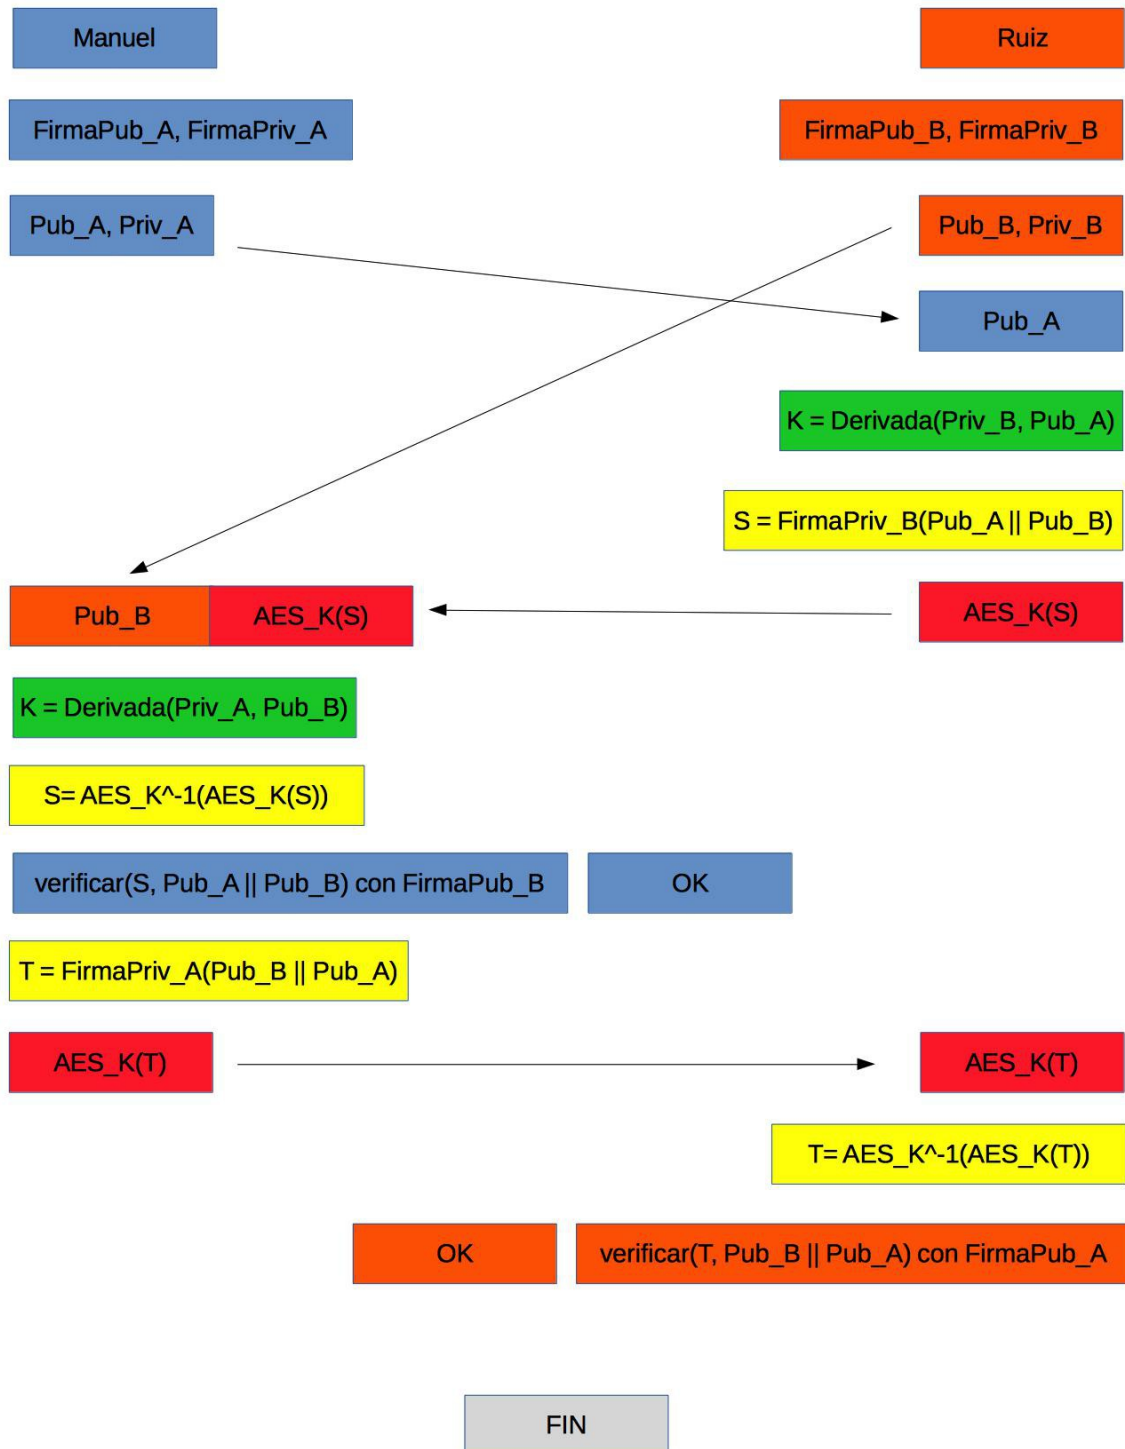 Manuel
Ruiz
FirmaPub_A, FirmaPriv_A
FirmaPub_B, FirmaPriv_B
Pub_A, Priv_A
Pub_B, Priv_B
Pub_A
K = Derivada(Priv_B, Pub_A)
S = FirmaPriv_B(Pub_A || Pub_B)
Pub_B
AES_K(S)
AES_K(S)
K = Derivada(Priv_A, Pub_B)
S= AES_K^-1(AES_K(S))
verificar(S, Pub_A || Pub_B) con FirmaPub_B
OK
T = FirmaPriv_A(Pub_B || Pub_A)
AES_K(T)
AES_K(T)
T= AES_K^-1(AES_K(T))
OK
verificar(T, Pub_B || Pub_A) con FirmaPub_A
FIN